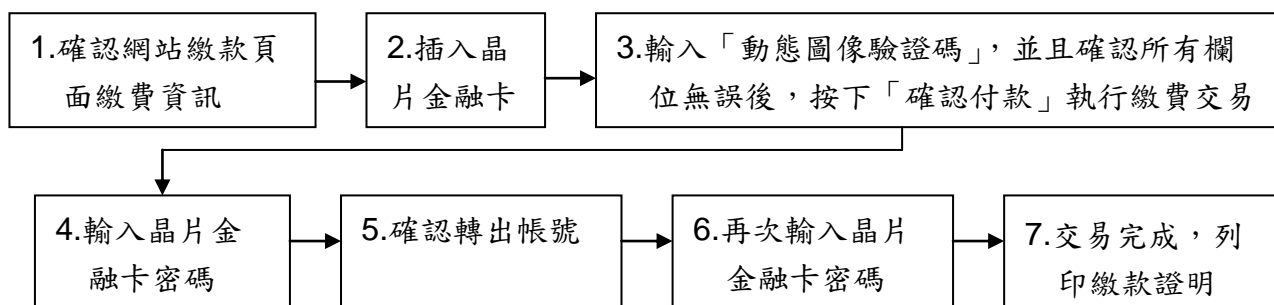 1.確認網站繳款頁
面繳費資訊
2.插入晶
片金融卡
3.輸入「動態圖像驗證碼」，並且確認所有欄
位無誤後，按下「確認付款」執行繳費交易
4.輸入晶片金
融卡密碼
5.確認轉出帳號
6.再次輸入晶片
金融卡密碼
7.交易完成，列
印繳款證明